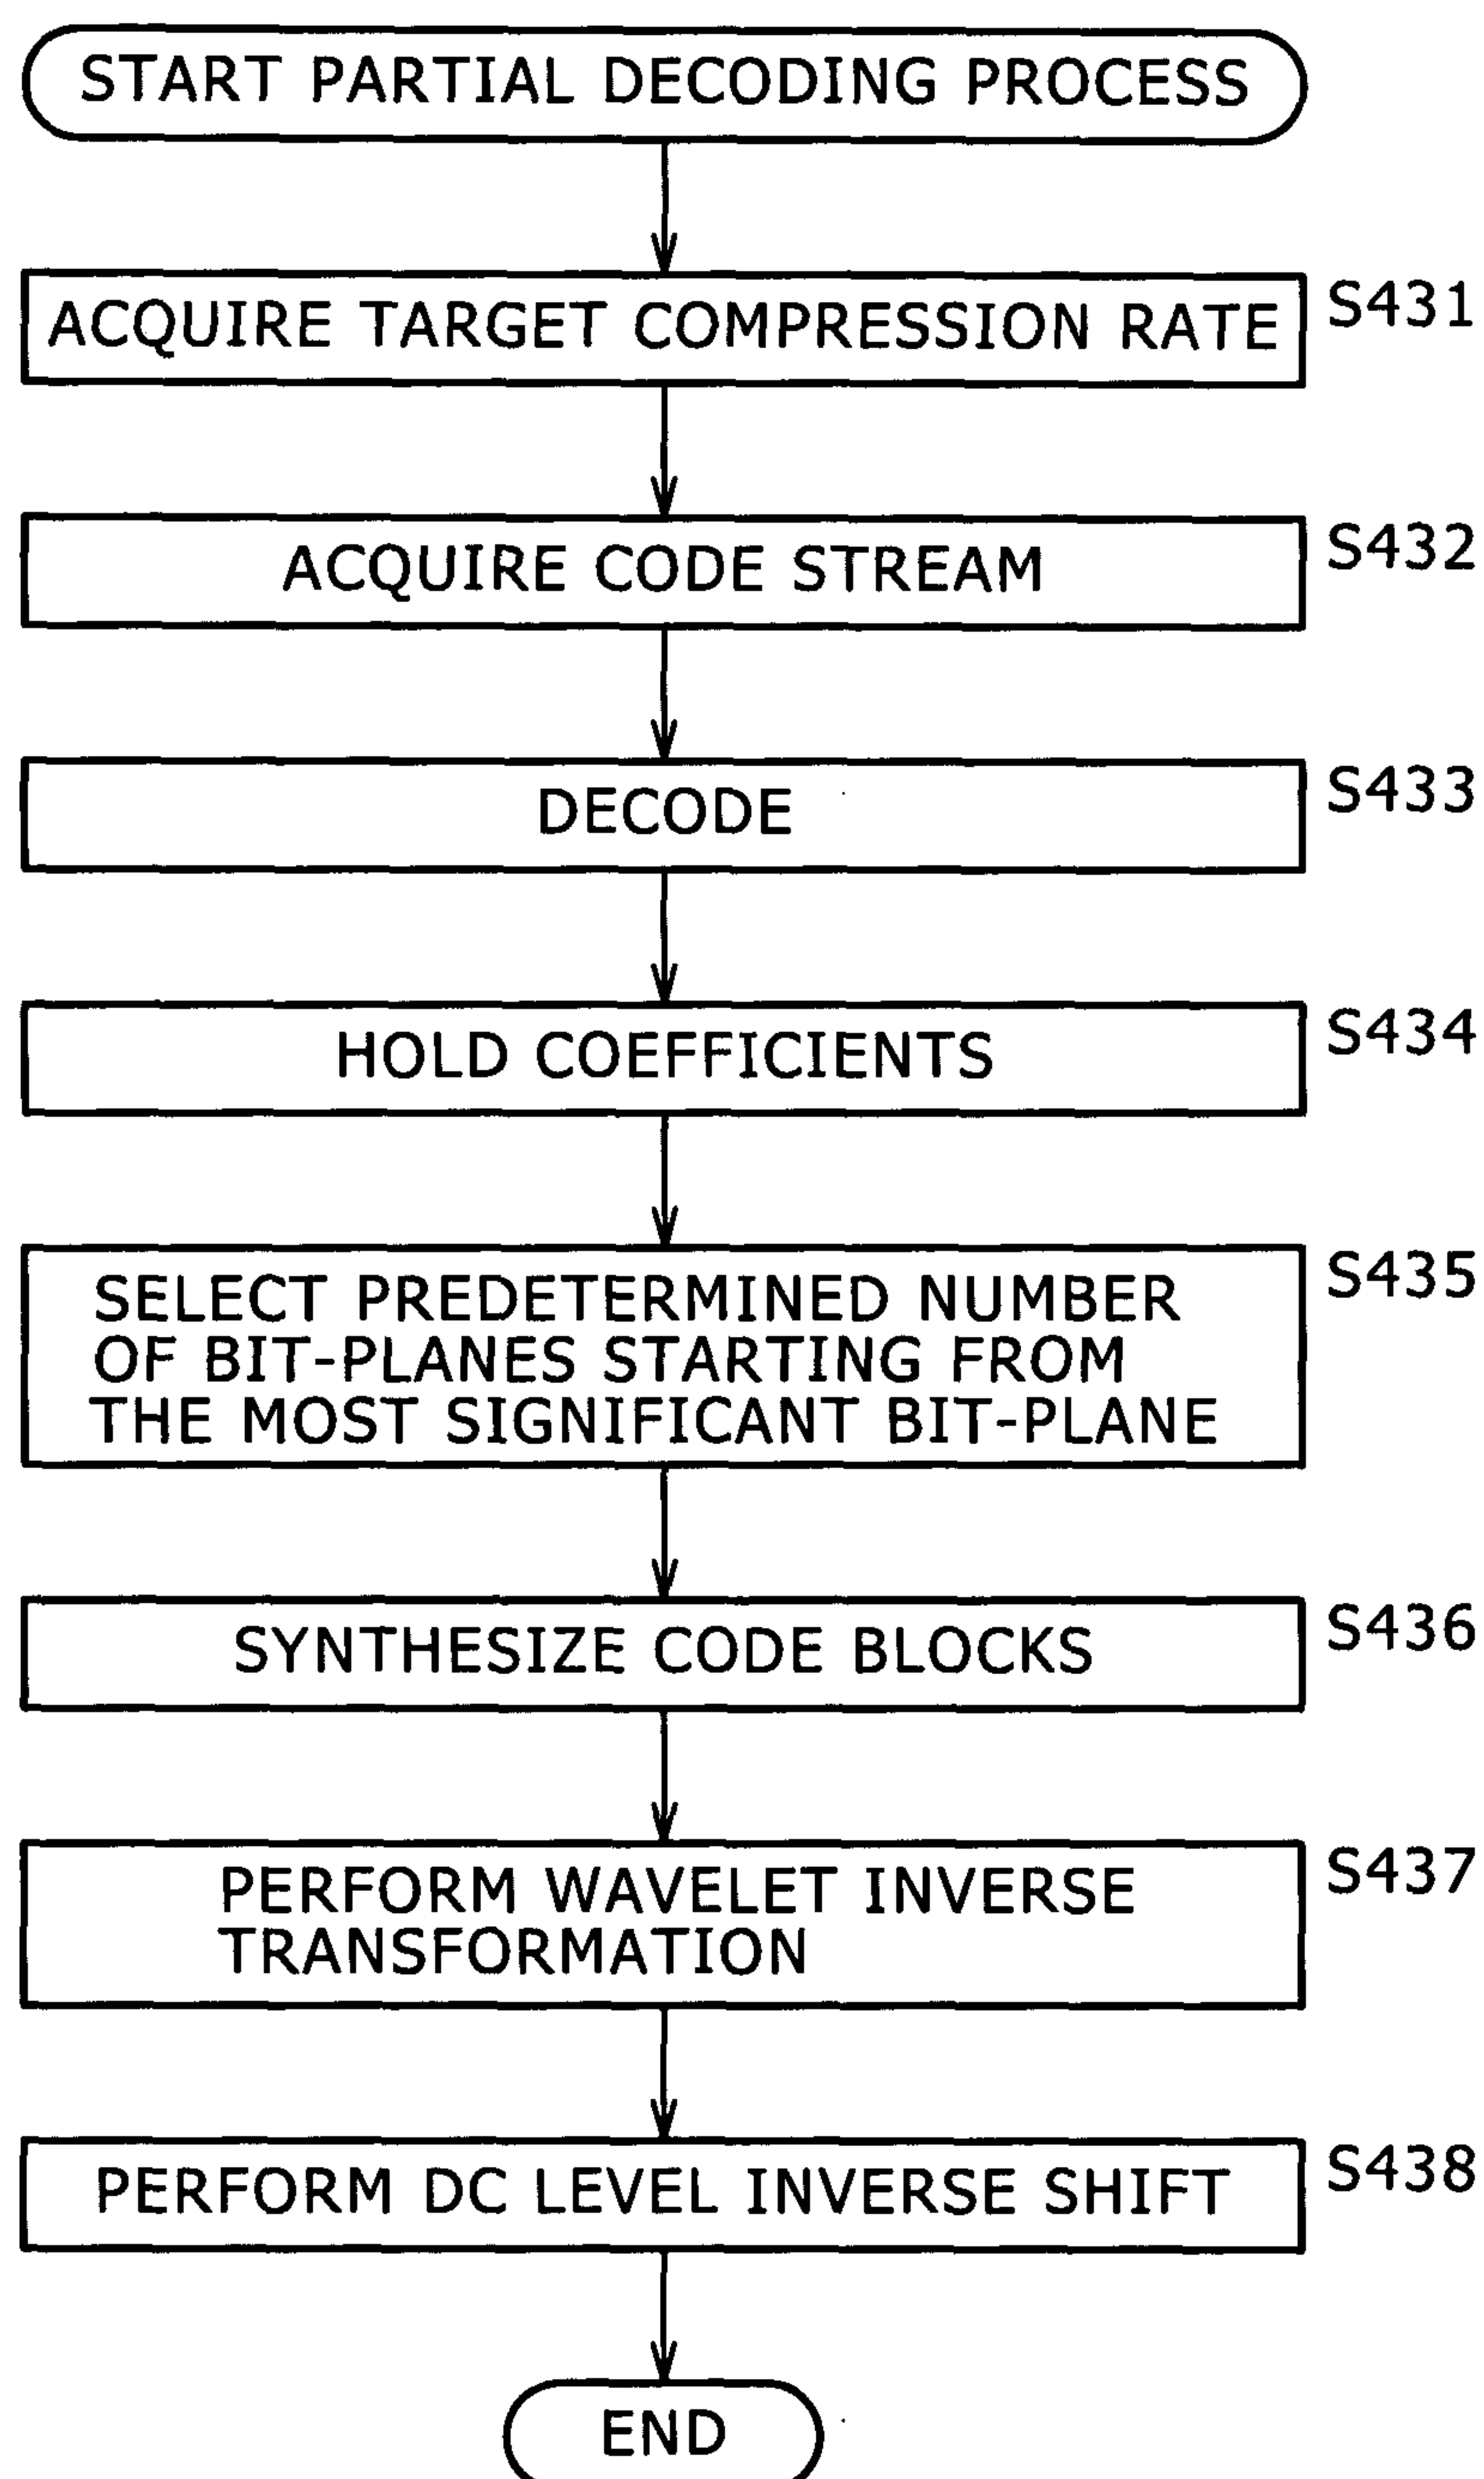 START PARTIAL DECODING PROCESS
ACQUIRE TARGET COMPRESSION RATE
S431
ACQUIRE CODE STREAM
S432
DECODE
S433
HOLD COEFFICIENTS
S434
SELECT PREDETERMINED NUMBER
OF BIT-PLANES STARTING FROM
THE MOST SIGNIFICANT BIT-PLANE
S435
SYNTHESIZE CODE BLOCKS
S436
PERFORM WAVELET INVERSE
TRANSFORMATION
S437
PERFORM DC LEVEL INVERSE SHIFT
S438
END